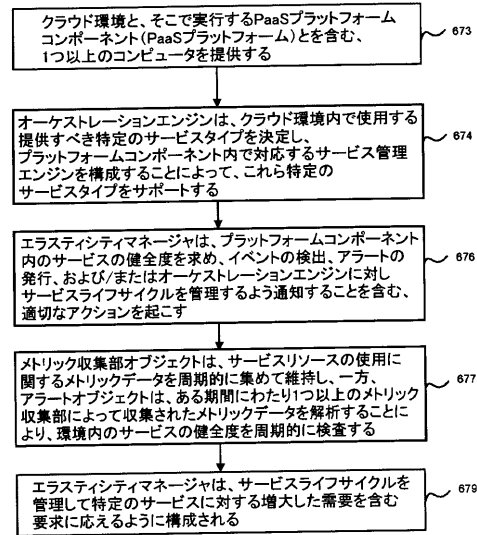 クラウド環境と、そこで実行するPaaSプラットフォーム
コンポーネント(PaaSプラットフォーム)とを含む、
1つ以上のコンピュータを提供する
673
オーケストレーションエンジンは、クラウド環境内で使用する
提供すべき特定のサービスタイプを決定し、
プラットフォームコンポーネント内で対応するサービス管理
エンジンを構成することによって、これら特定の
サービスタイプをサポートする
674
エラスティシティマネージャは、プラットフォームコンポーネント
内のサービスの健全度を求め、イベントの検出、アラートの
発行、および/またはオーケストレーションエンジンに対し
サービスライフサイクルを管理するよう通知することを含む、
適切なアクションを起こす
676
メトリック収集部オブジェクトは、サービスリソースの使用に
関するメトリックデータを周期的に集めて維持し、一方、
アラートオブジェクトは、ある期間にわたり1つ以上のメトリック
収集部によって収集されたメトリックデータを解析することに
より、環境内のサービスの健全度を周期的に検査する
677
エラスティシティマネージャは、サービスライフサイクルを
管理して特定のサービスに対する増大した需要を含む
要求に応えるように構成される
679